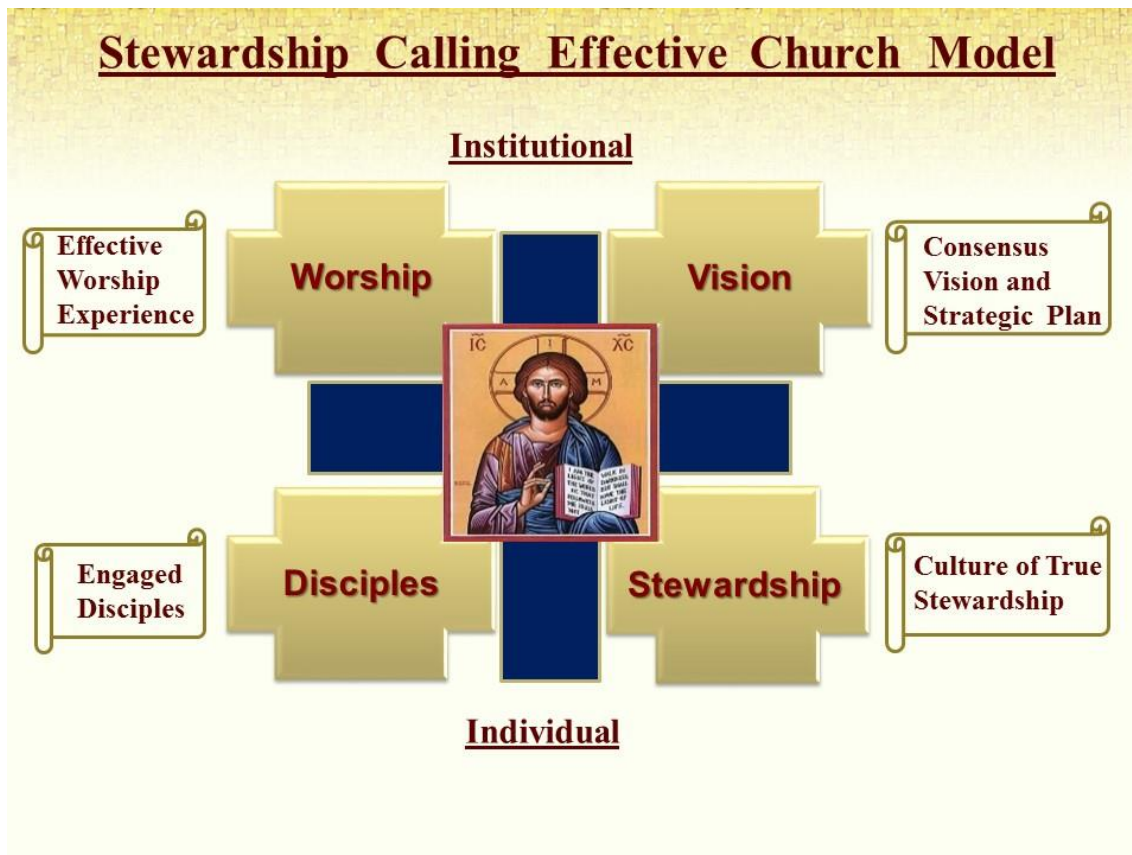 Stewardship Calling Effective Church Model
Institutional
Effective
Worship
Experience
Worship
Vision
Consensus
Vision and
Strategic Plan
IC
XC
Engaged
Disciples
Disciples
Stewardship
Culture of True
Stewardship
Individual